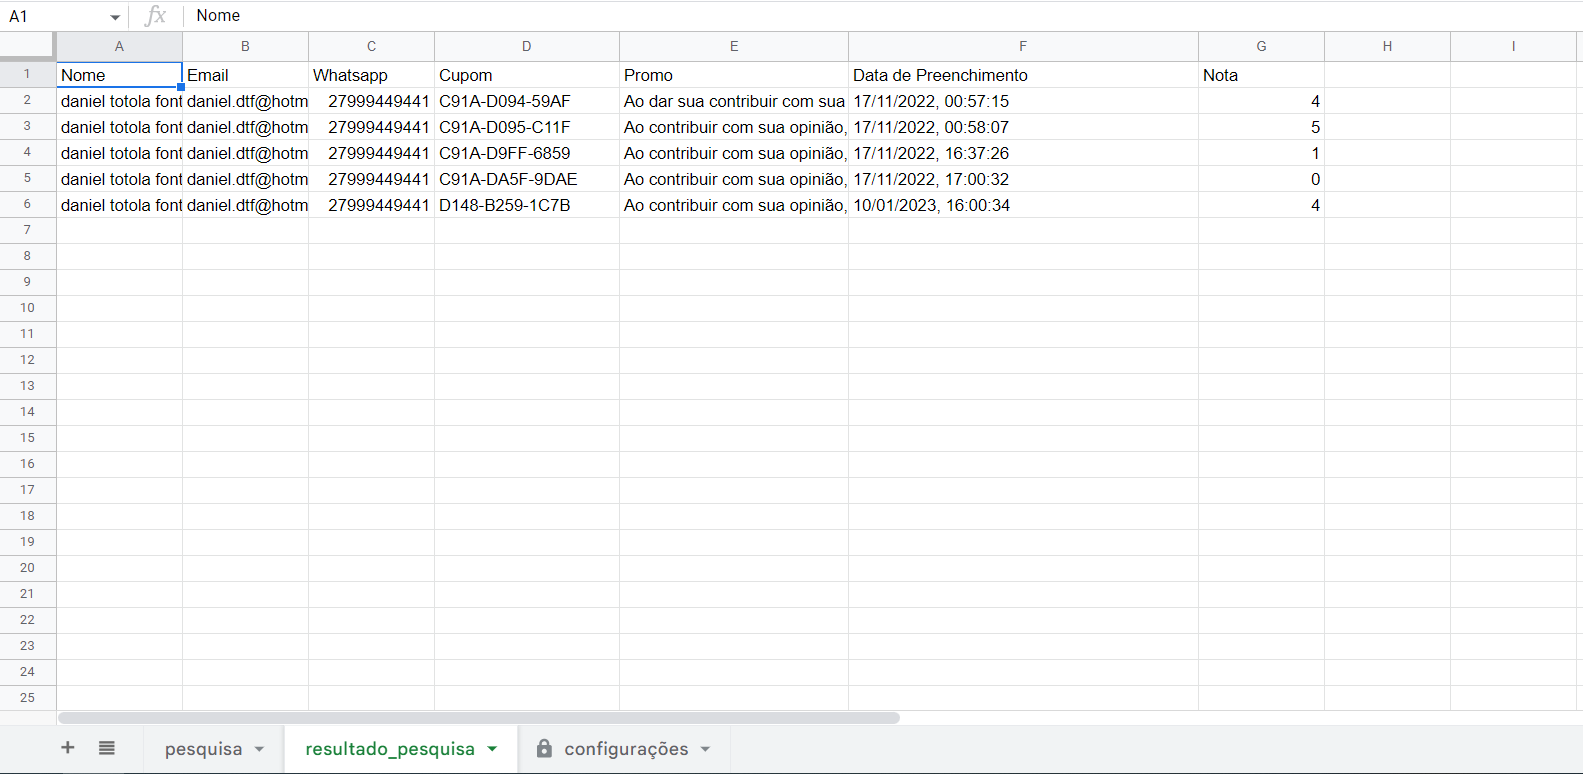 A1 fx Nome
A B C D E F G H I
1 Nome Email Whatsapp Cupom Promo Data de Preenchimento Nota
2 daniel totola font daniel.dtf@hotm 27999449441 C91A-D094-59AF Ao dar sua contribuir com sua 17/11/2022, 00:57:15 4
3 daniel totola font daniel.dtf@hotm 27999449441 C91A-D095-C11F Ao contribuir com sua opinião, 17/11/2022, 00:58:07 5
4 daniel totola font daniel.dtf@hotm 27999449441 C91A-D9FF-6859 Ao contribuir com sua opinião, 17/11/2022, 16:37:26 1
5 daniel totola font daniel.dtf@hotm 27999449441 C91A-DA5F-9DAE Ao contribuir com sua opinião, 17/11/2022, 17:00:32 0
6 daniel totola font daniel.dtf@hotm 27999449441 D148-B259-1C7B Ao contribuir com sua opinião, 10/01/2023, 16:00:34 4
7
8
9
10
11
12
13
14
15
16
17
18
19
20
21
22
23
24
25
+ pesquisa resultado_pesquisa configurações